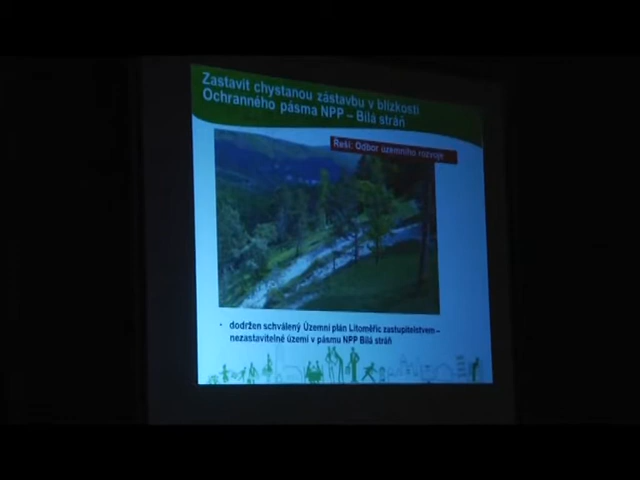 Zastavit chystanou zástavbu v blízkosti
Ochranného pásma NPP – Bílá stráň
Řeší: Odbor územního rozvoje
• dodržen schválený Územní plán Litoměřic zastupitelstvem –
nezastavitelné území v pásmu NPP Bílá stráň